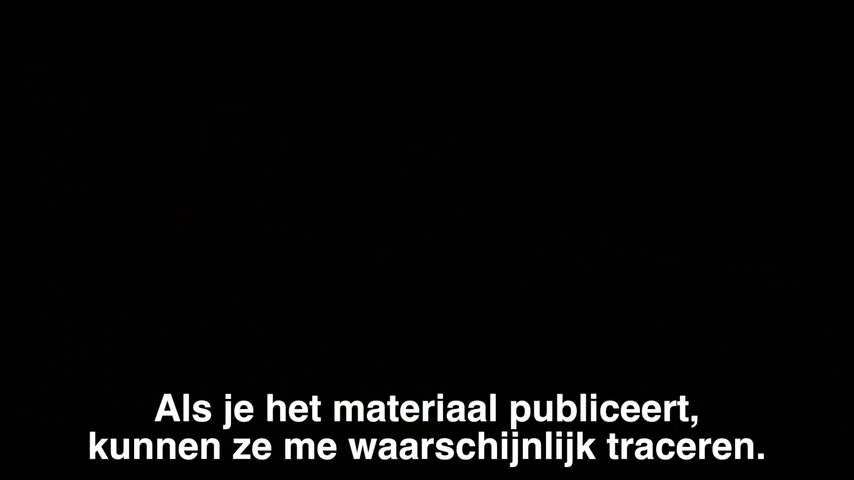 Als je het materiaal publiceert,
kunnen ze me waarschijnlijk traceren.